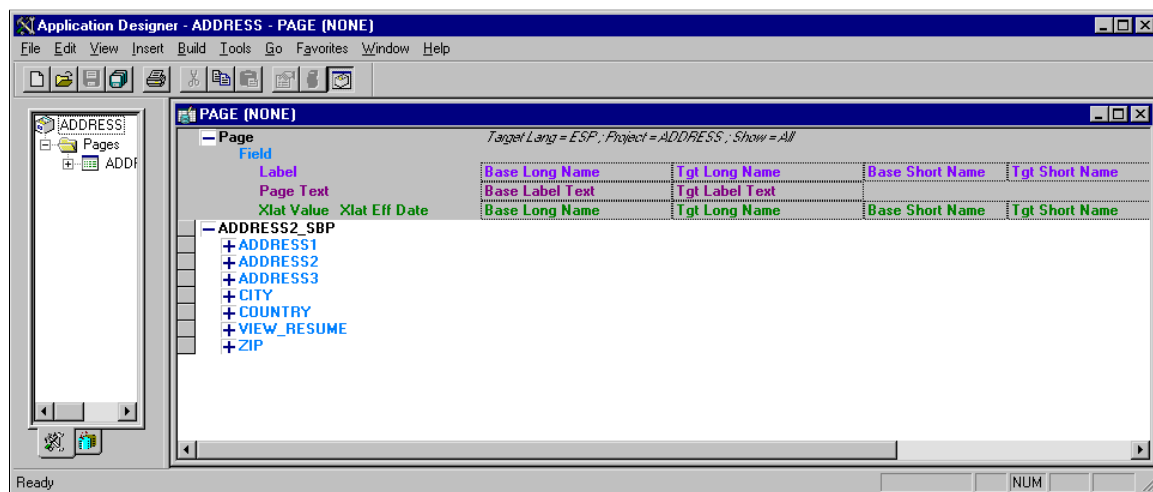 Application Designer - ADDRESS - PAGE (NONE)
File Edit View Insert Build Tools Go Favorites Window Help
ADDRESS
Pages
ADDF
PAGE (NONE)
Page Target Lang = ESP ; Project = ADDRESS ; Show = All
Field
Label Base Long Name Tgt Long Name Base Short Name Tgt Short Name
Page Text Base Label Text Tgt Label Text
Xlat Value Xlat Eff Date Base Long Name Tgt Long Name Base Short Name Tgt Short Name
ADDRESS2_SBP
ADDRESS1
ADDRESS2
ADDRESS3
CITY
COUNTRY
VIEW_RESUME
ZIP
Ready NUM